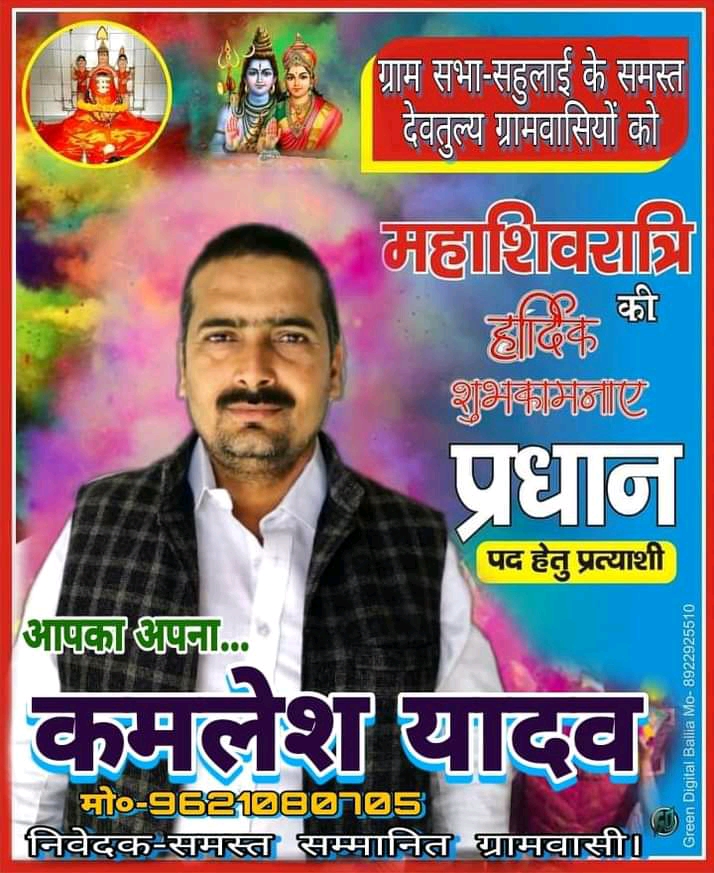 ग्राम सभा-सहुलाई के समस्त
देवतुल्य ग्रामवासियों को
महाशिवरात्रि
की
हार्दिक
शुभकामनाए
प्रधान
पद हेतु प्रत्याशी
आपका अपना...
कमलेश यादव
मो०-9621080705
निवेदक-समस्त सम्मानित ग्रामवासी।
Green Digital Ballia Mo- 8922925510